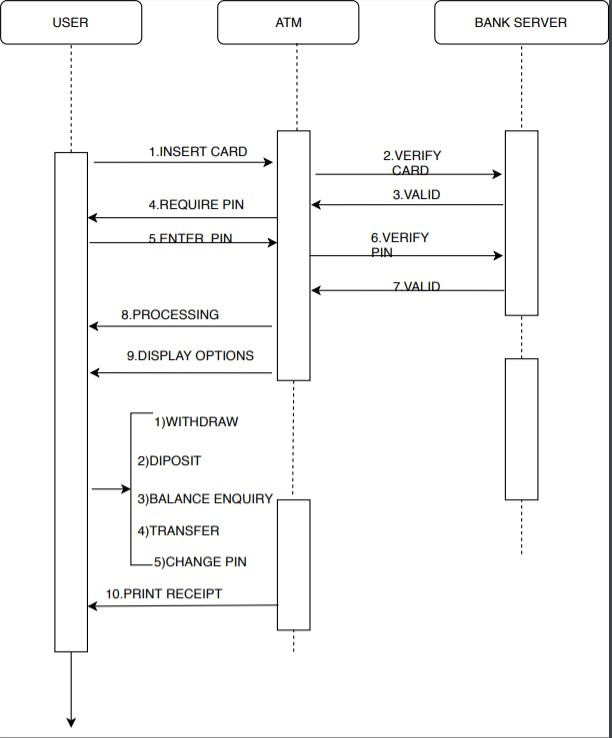 USER
ATM
BANK SERVER
1.INSERT CARD
2.VERIFY
CARD
3.VALID
4.REQUIRE PIN
5.ENTER PIN
6.VERIFY
PIN
7.VALID
8.PROCESSING
9.DISPLAY OPTIONS
1)WITHDRAW
2)DIPOSIT
3)BALANCE ENQUIRY
4)TRANSFER
5)CHANGE PIN
10.PRINT RECEIPT